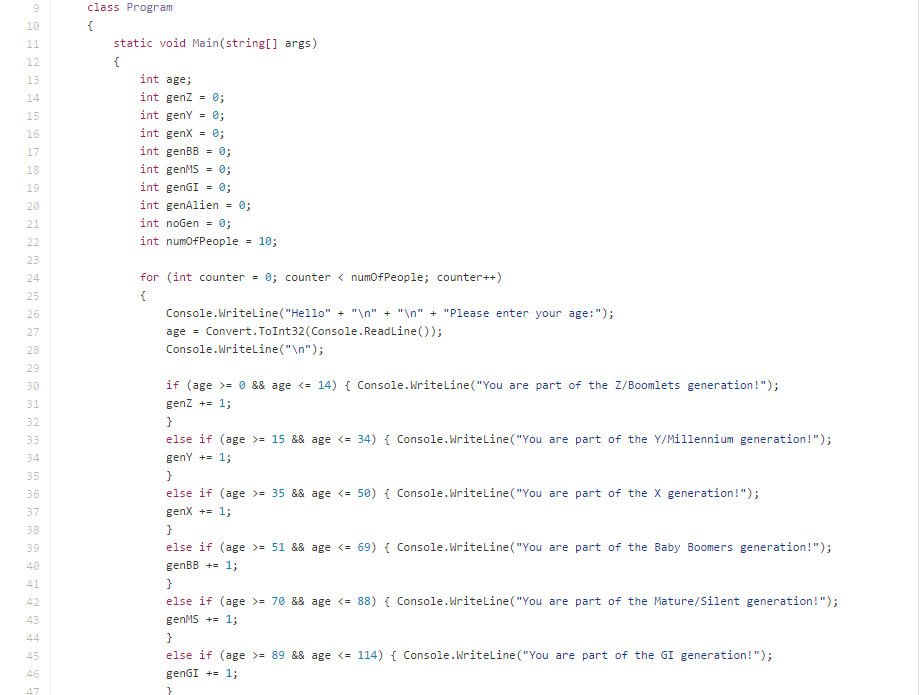 9 class Program
10 {
11 static void Main(string[] args)
12 {
13 int age;
14 int genZ = 0;
15 int genY = 0;
16 int genX = 0;
17 int genBB = 0;
18 int genMS = 0;
19 int genGI = 0;
20 int genAlien = 0;
21 int noGen = 0;
22 int numOfPeople = 10;
23
24 for (int counter = 0; counter < numOfPeople; counter++)
25 {
26 Console.WriteLine("Hello" + "\n" + "\n" + "Please enter your age:");
27 age = Convert.ToInt32(Console.ReadLine());
28 Console.WriteLine("\n");
29
30 if (age >= 0 && age <= 14) { Console.WriteLine("You are part of the Z/Boomlets generation!");
31 genZ += 1;
32 }
33 else if (age >= 15 && age <= 34) { Console.WriteLine("You are part of the Y/Millennium generation!");
34 genY += 1;
35 }
36 else if (age >= 35 && age <= 50) { Console.WriteLine("You are part of the X generation!");
37 genX += 1;
38 }
39 else if (age >= 51 && age <= 69) { Console.WriteLine("You are part of the Baby Boomers generation!");
40 genBB += 1;
41 }
42 else if (age >= 70 && age <= 88) { Console.WriteLine("You are part of the Mature/Silent generation!");
43 genMS += 1;
44 }
45 else if (age >= 89 && age <= 114) { Console.WriteLine("You are part of the GI generation!");
46 genGI += 1;
47 }